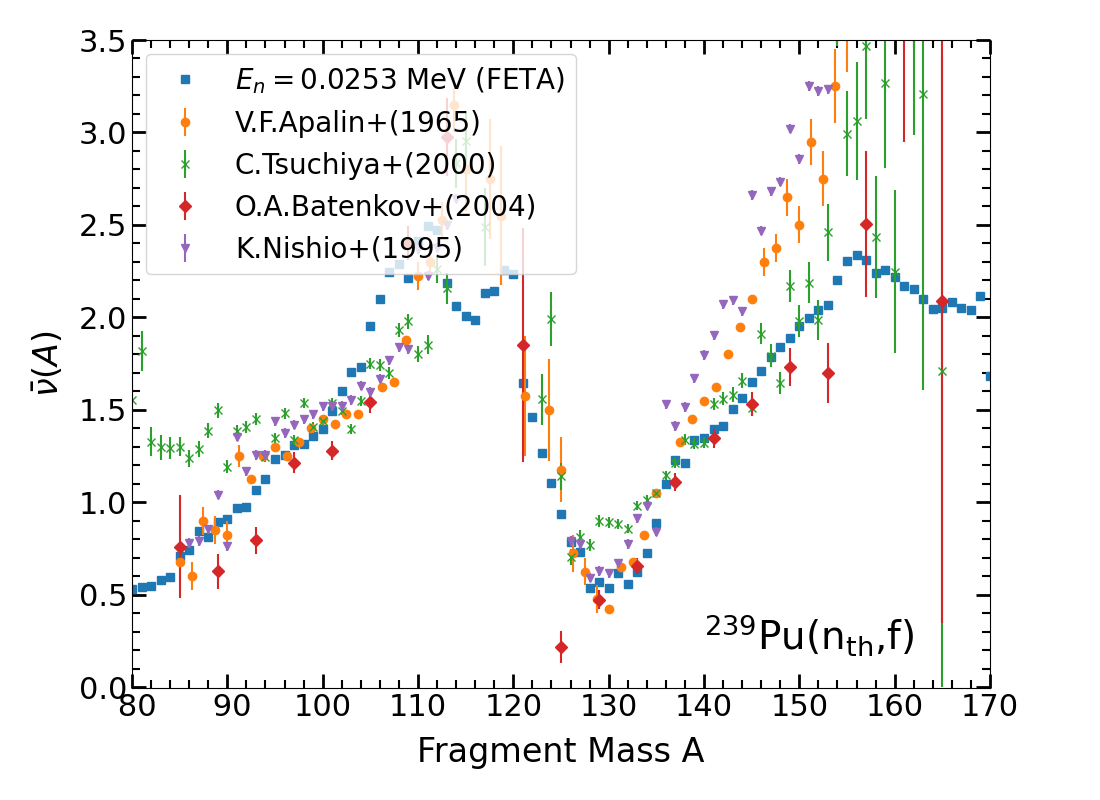 3.5
3.0
2.5
2.0
1.5
1.0
0.5
0.0
ν̄(A)
E_n = 0.0253 MeV (FETA)
V.F.Apalin+(1965)
C.Tsuchiya+(2000)
O.A.Batenkov+(2004)
K.Nishio+(1995)
²³⁹Pu(n_th,f)
80 90 100 110 120 130 140 150 160 170
Fragment Mass A